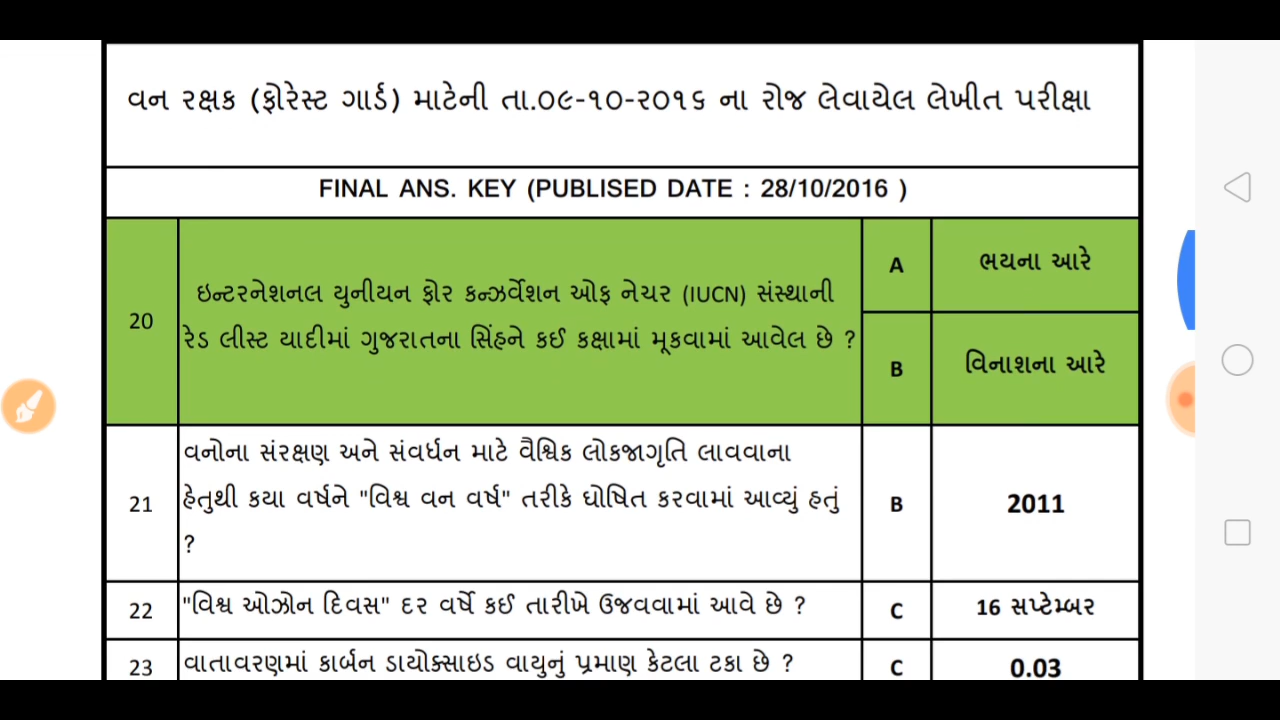 વન રક્ષક (ફોરેસ્ટ ગાર્ડ) માટેની તા.૦૯-૧૦-૨૦૧૬ ના રોજ લેવાયેલ લેખીત પરીક્ષા
FINAL ANS. KEY (PUBLISED DATE : 28/10/2016 )
20
ઇન્ટરનેશનલ યુનીયન ફોર કન્ઝર્વેશન ઓફ નેચર (IUCN) સંસ્થાની
રેડ લીસ્ટ યાદીમાં ગુજરાતના સિંહને કઈ કક્ષામાં મૂકવામાં આવેલ છે ?
A ભયના આરે
B વિનાશના આરે
21
વનોના સંરક્ષણ અને સંવર્ધન માટે વૈશ્વિક લોકજાગૃતિ લાવવાના
હેતુથી કયા વર્ષને "વિશ્વ વન વર્ષ" તરીકે ઘોષિત કરવામાં આવ્યું હતું
?
B 2011
22 "વિશ્વ ઓઝોન દિવસ" દર વર્ષે કઈ તારીખે ઉજવવામાં આવે છે ? C 16 સપ્ટેમ્બર
23 વાતાવરણમાં કાર્બન ડાયોક્સાઇડ વાયુનું પ્રમાણ કેટલા ટકા છે ? C 0.03